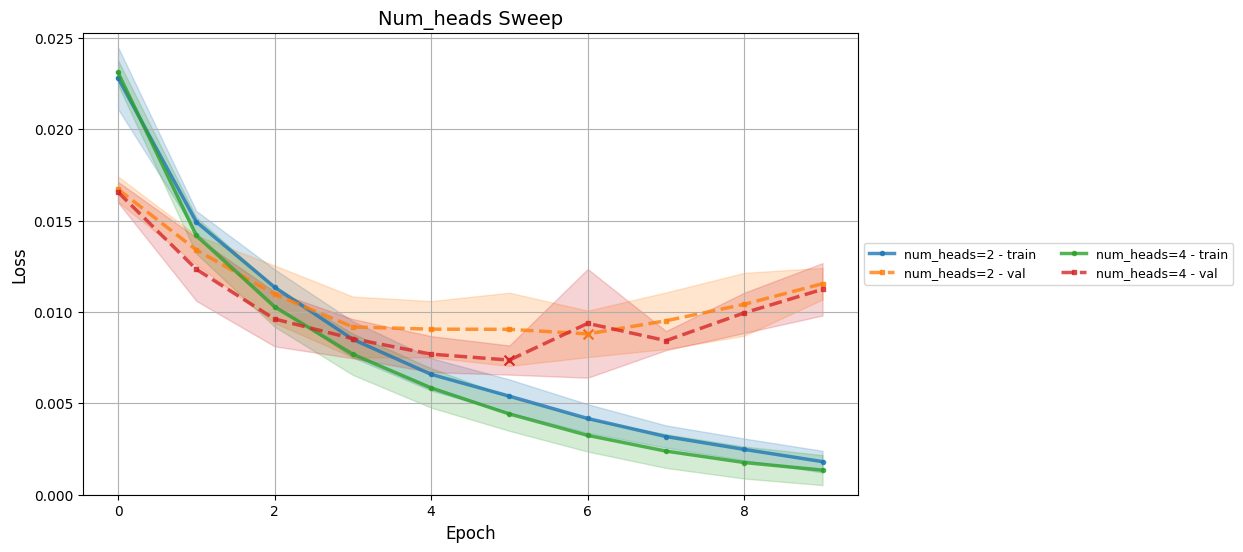 Num_heads Sweep
0.025
0.020
0.015
0.010
0.005
0.000
Loss
0 2 4 6 8
Epoch
num_heads=2 - train num_heads=4 - train
num_heads=2 - val num_heads=4 - val